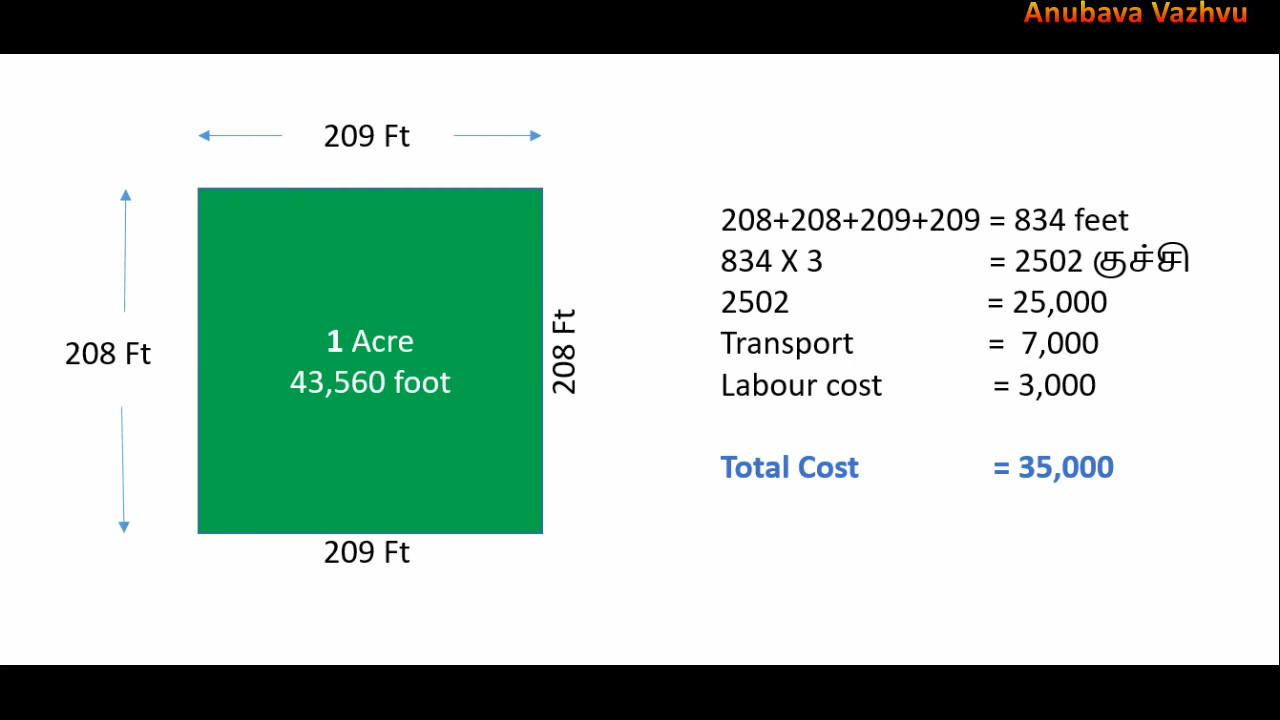 Anubava Vazhvu
209 Ft
208 Ft
1 Acre
43,560 foot
208 Ft
209 Ft
208+208+209+209 = 834 feet
834 X 3 = 2502 குச்சி
2502 = 25,000
Transport = 7,000
Labour cost = 3,000
Total Cost = 35,000